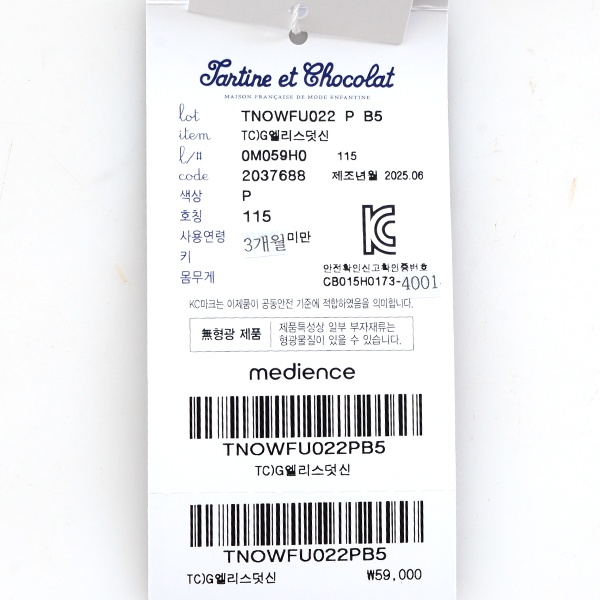 Tartine et Chocolat
MAISON FRANÇAISE DE MODE ENFANTINE
lot TNOWFU022 P B5
item TC)G엘리스덧신
l/# 0M059H0 115
code 2037688 제조년월 2025.06
색상 P
호칭 115
사용연령 3개월미만
키
몸무게
안전확인신고확인증번호
CB015H0173-4001
KC마크는 이제품이 공통안전 기준에 적합하였음을 의미합니다.
無형광 제품 제품특성상 일부 부자재류는
형광물질이 있을 수 있습니다.
medience
TNOWFU022PB5
TC)G엘리스덧신
TNOWFU022PB5
TC)G엘리스덧신 ₩59,000